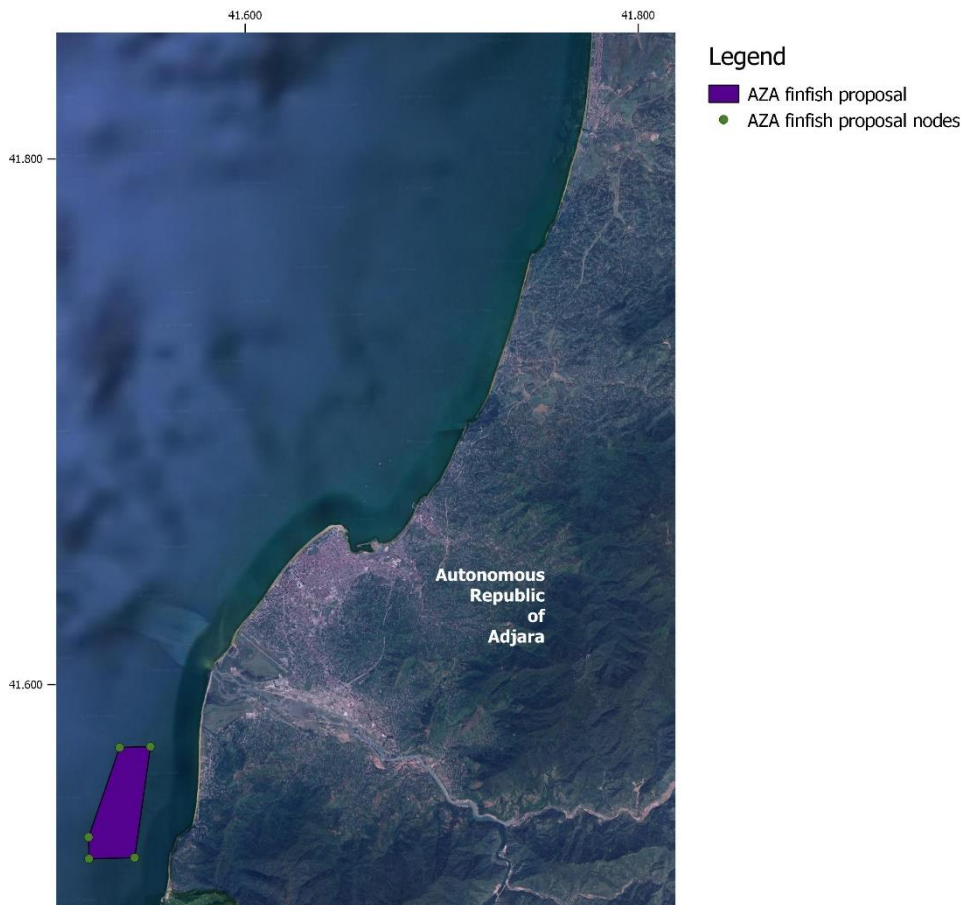 41.600
41.800
Legend
AZA finfish proposal
AZA finfish proposal nodes
41.800
Autonomous
Republic
of
Adjara
41.600